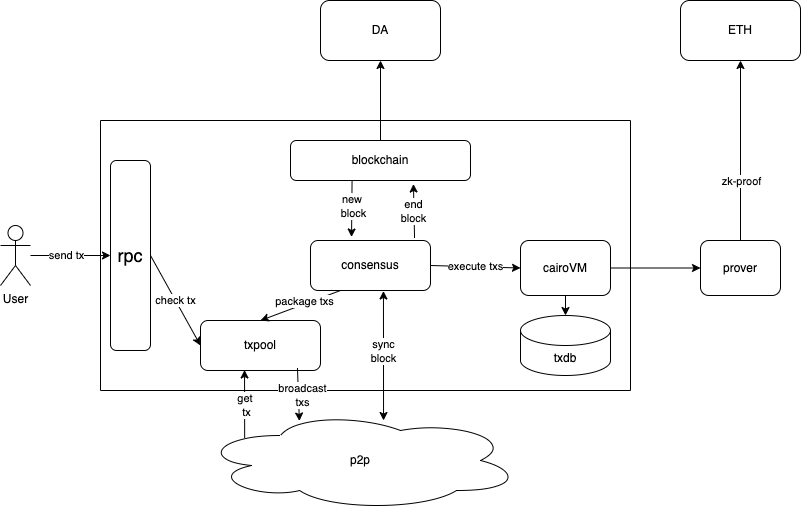 DA
ETH
blockchain
new
block
end
block
zk-proof
rpc
send tx
User
consensus
execute txs
cairoVM
prover
check tx
package txs
txpool
sync
block
txdb
get
tx
broadcast
txs
p2p